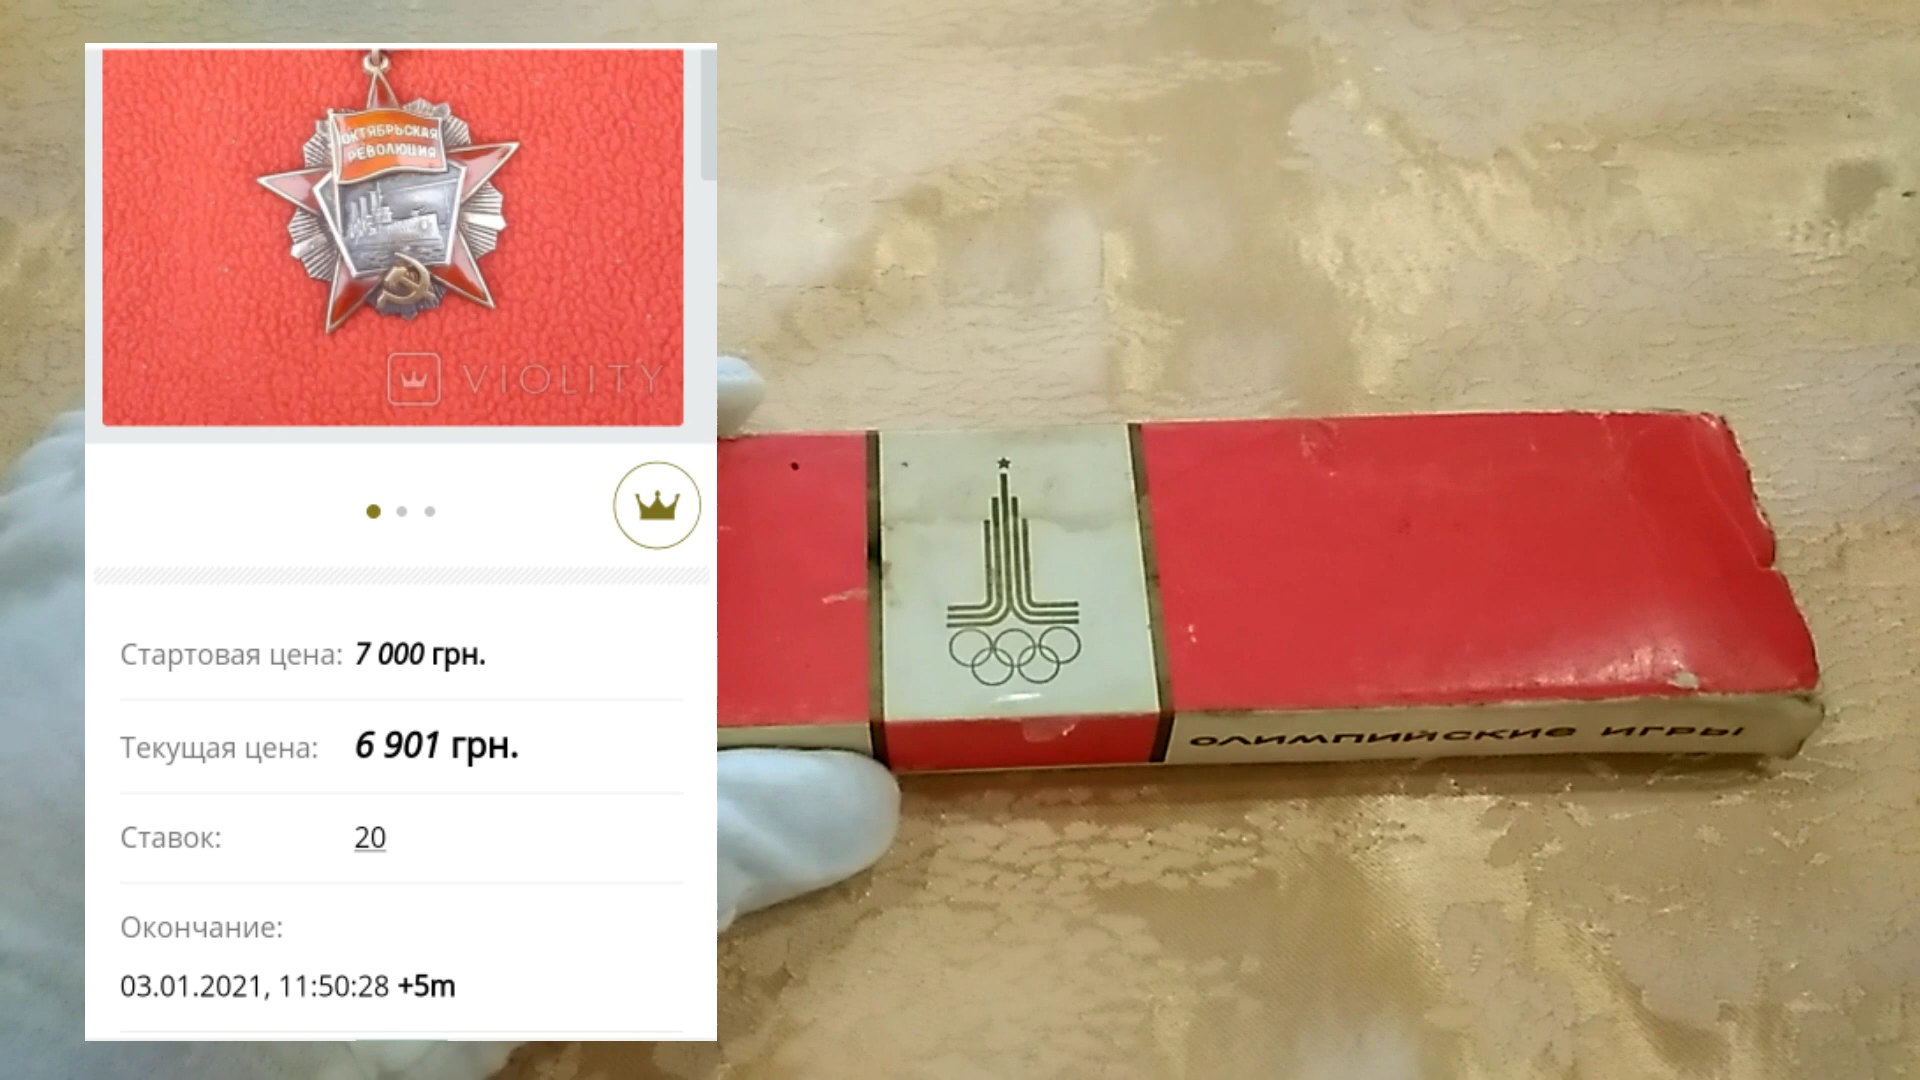 ОКТЯБРЬСКАЯ
РЕВОЛЮЦИЯ
VIOLITY
Стартовая цена: 7 000 грн.
Текущая цена: 6 901 грн.
Ставок: 20
Окончание:
03.01.2021, 11:50:28 +5m
ОЛИМПИЙСКИЕ ИГРЫ